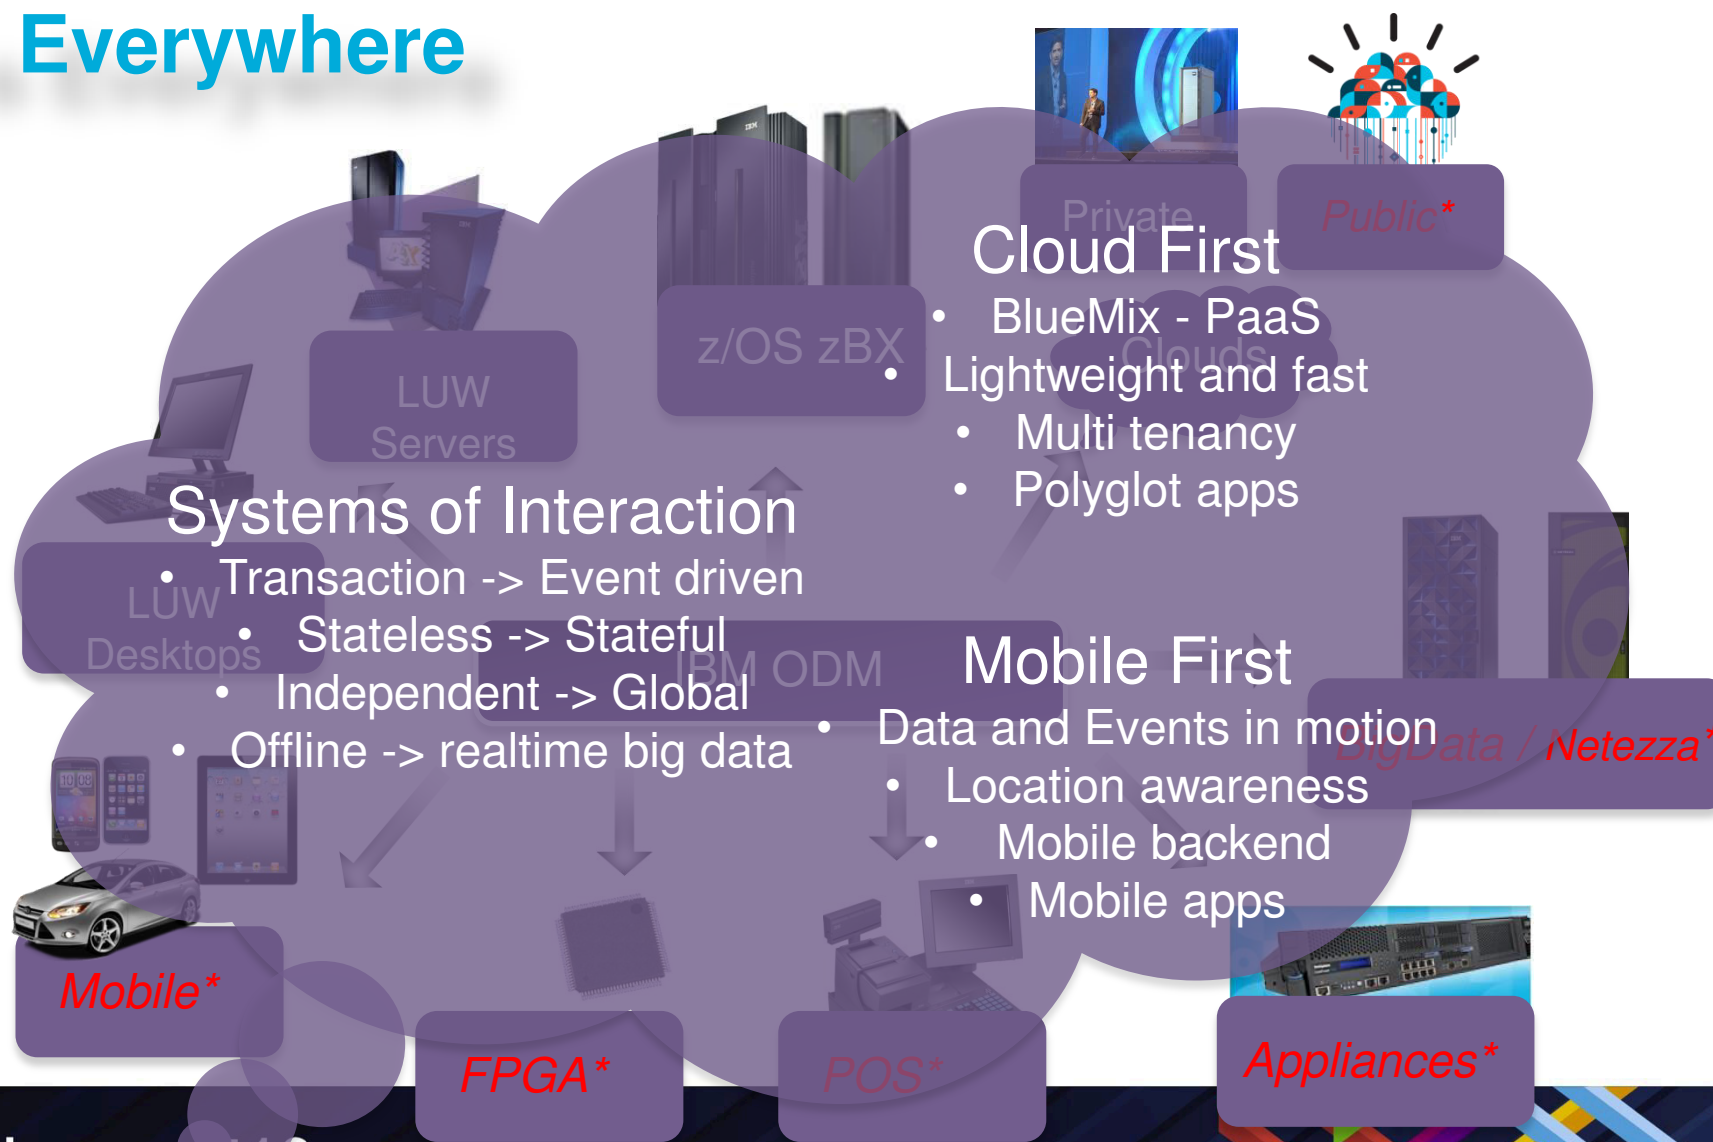 Everywhere
Private
Public*
Cloud First
• BlueMix - PaaS
Clouds
• Lightweight and fast
• Multi tenancy
• Polyglot apps
z/OS zBX
LUW
Servers
Systems of Interaction
• Transaction -> Event driven
• Stateless -> Stateful
• Independent -> Global
• Offline -> realtime big data
LUW
Desktops
IBM ODM
Mobile First
• Data and Events in motion
• Location awareness
• Mobile backend
• Mobile apps
BigData / Netezza*
Mobile*
FPGA*
POS*
Appliances*